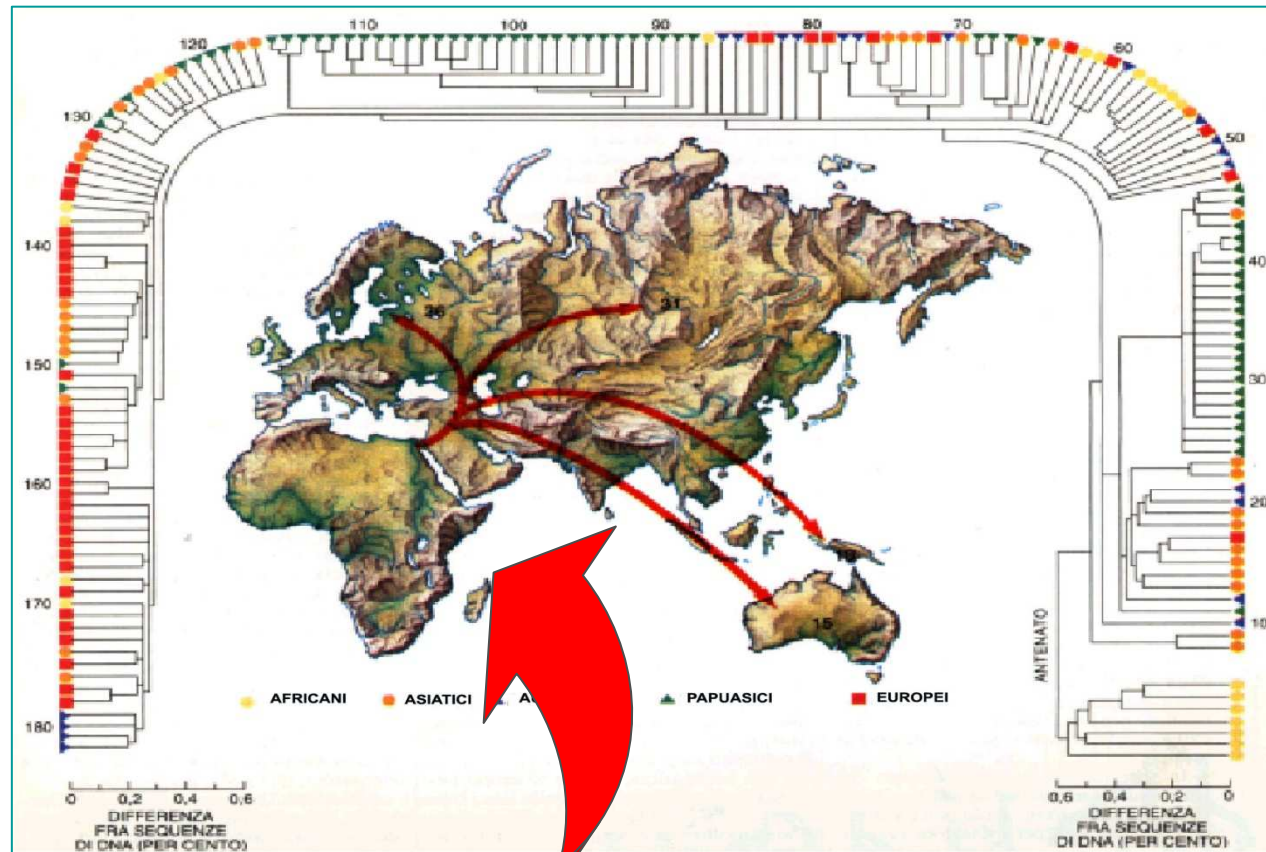 110
100
90
80
70
120
60
130
50
140
40
36
31
150
30
160
20
18
170
15
10
ANTENATO
AFRICANI
ASIATICI
PAPUASICI
EUROPEI
180
0 0,2 0,4 0,6
DIFFERENZA
FRA SEQUENZE
DI DNA (PER CENTO)
0,6 0,4 0,2 0
DIFFERENZA
FRA SEQUENZE
DI DNA (PER CENTO)